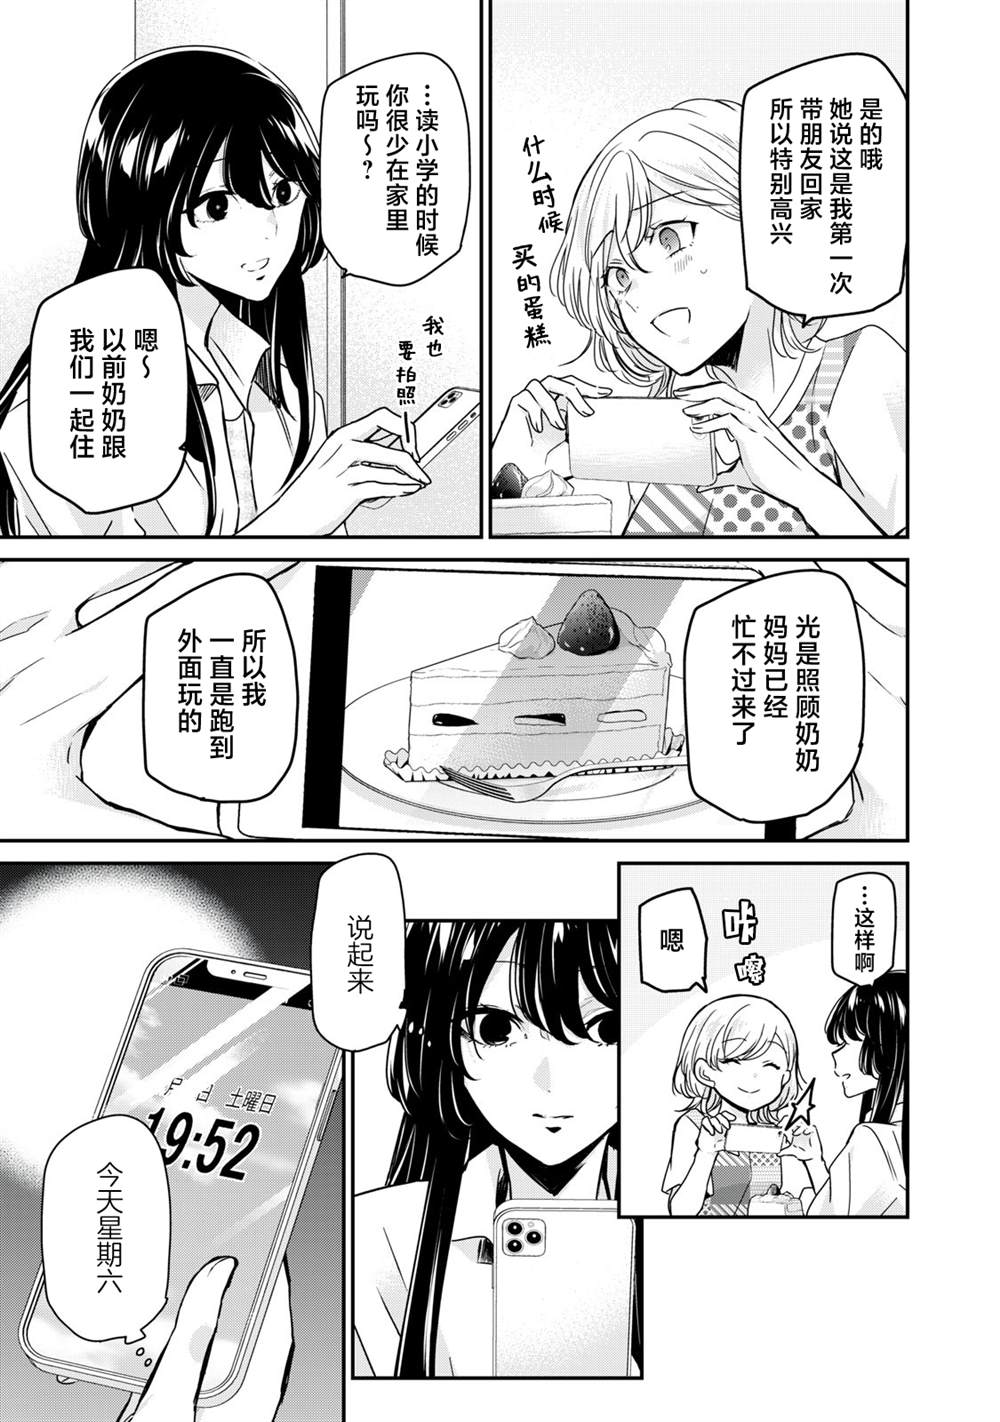 是的哦
她说这是我第一次
带朋友回家
所以特别高兴
什么时候
买的蛋糕
…读小学的时候
你很少在家里
玩吗～?
我也
要拍照
嗯～
以前奶奶跟
我们一起住
光是照顾奶奶
妈妈已经
忙不过来了
所以我
一直是跑到
外面玩的
…这样啊
咔嚓
嗯
说起来
月 日 土曜日
19:52
今天星期六